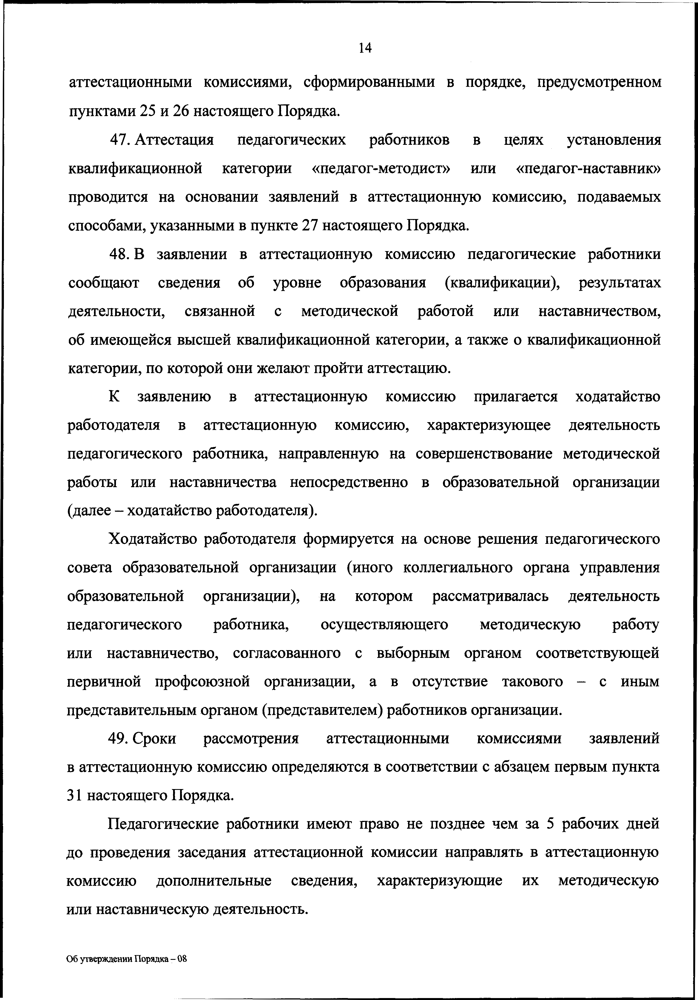 14
аттестационными комиссиями, сформированными в порядке, предусмотренном
пунктами 25 и 26 настоящего Порядка.
47. Аттестация педагогических работников в целях установления
квалификационной категории «педагог-методист» или «педагог-наставник»
проводится на основании заявлений в аттестационную комиссию, подаваемых
способами, указанными в пункте 27 настоящего Порядка.
48. В заявлении в аттестационную комиссию педагогические работники
сообщают сведения об уровне образования (квалификации), результатах
деятельности, связанной с методической работой или наставничеством,
об имеющейся высшей квалификационной категории, а также о квалификационной
категории, по которой они желают пройти аттестацию.
К заявлению в аттестационную комиссию прилагается ходатайство
работодателя в аттестационную комиссию, характеризующее деятельность
педагогического работника, направленную на совершенствование методической
работы или наставничества непосредственно в образовательной организации
(далее – ходатайство работодателя).
Ходатайство работодателя формируется на основе решения педагогического
совета образовательной организации (иного коллегиального органа управления
образовательной организации), на котором рассматривалась деятельность
педагогического работника, осуществляющего методическую работу
или наставничество, согласованного с выборным органом соответствующей
первичной профсоюзной организации, а в отсутствие такового – с иным
представительным органом (представителем) работников организации.
49. Сроки рассмотрения аттестационными комиссиями заявлений
в аттестационную комиссию определяются в соответствии с абзацем первым пункта
31 настоящего Порядка.
Педагогические работники имеют право не позднее чем за 5 рабочих дней
до проведения заседания аттестационной комиссии направлять в аттестационную
комиссию дополнительные сведения, характеризующие их методическую
или наставническую деятельность.
Об утверждении Порядка – 08